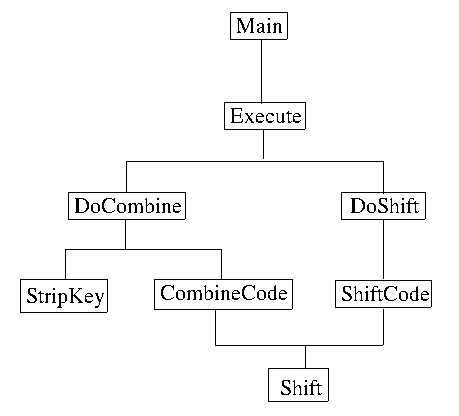 Main
Execute
DoCombine
DoShift
StripKey
CombineCode
ShiftCode
Shift